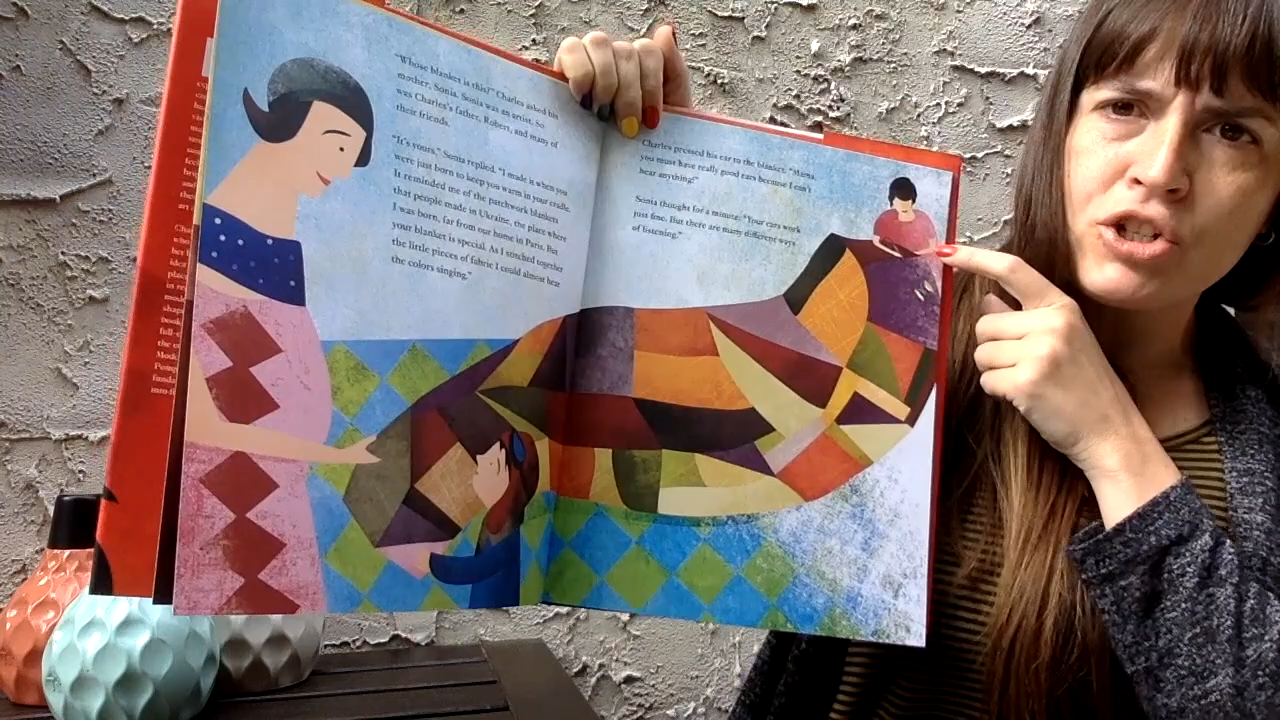 "Whose blanket is this?" Charles asked his
mother, Sonia. Sonia was an artist. So
was Charles's father, Robert, and many of
their friends.
"It's yours," Sonia replied. "I made it when you
were just born to keep you warm in your cradle.
It reminded me of the patchwork blankets
that people made in Ukraine, the place where
I was born, far from our home in Paris. But
your blanket is special. As I stitched together
the little pieces of fabric I could almost hear
the colors singing."
Charles pressed his ear to the blanket. "Mama,
you must have really good ears because I can't
hear anything!"
Sonia thought for a minute. "Your ears work
just fine. But there are many different ways
of listening."